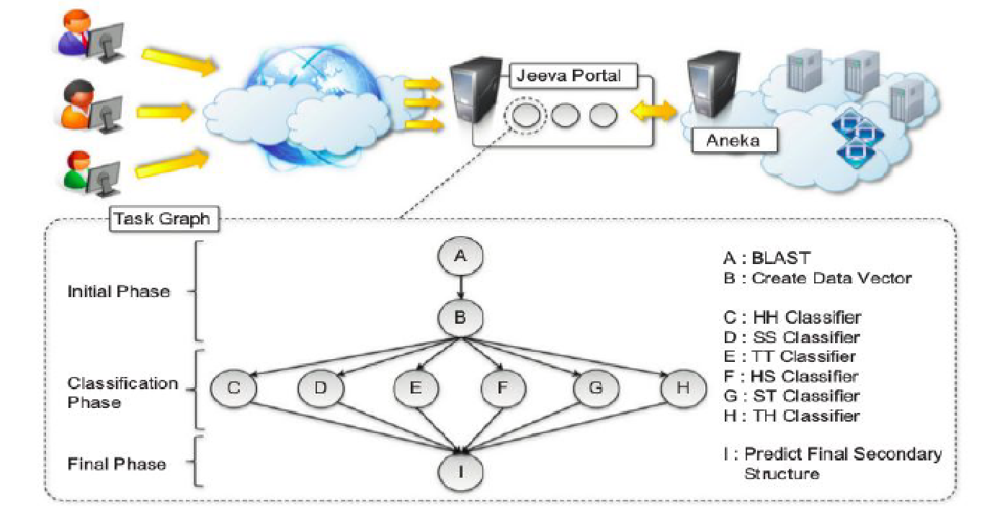 Jeeva Portal
Aneka
Task Graph
Initial Phase
Classification
Phase
Final Phase
A
B
C
D
E
F
G
H
I
A : BLAST
B : Create Data Vector
C : HH Classifier
D : SS Classifier
E : TT Classifier
F : HS Classifier
G : ST Classifier
H : TH Classifier
I : Predict Final Secondary
Structure